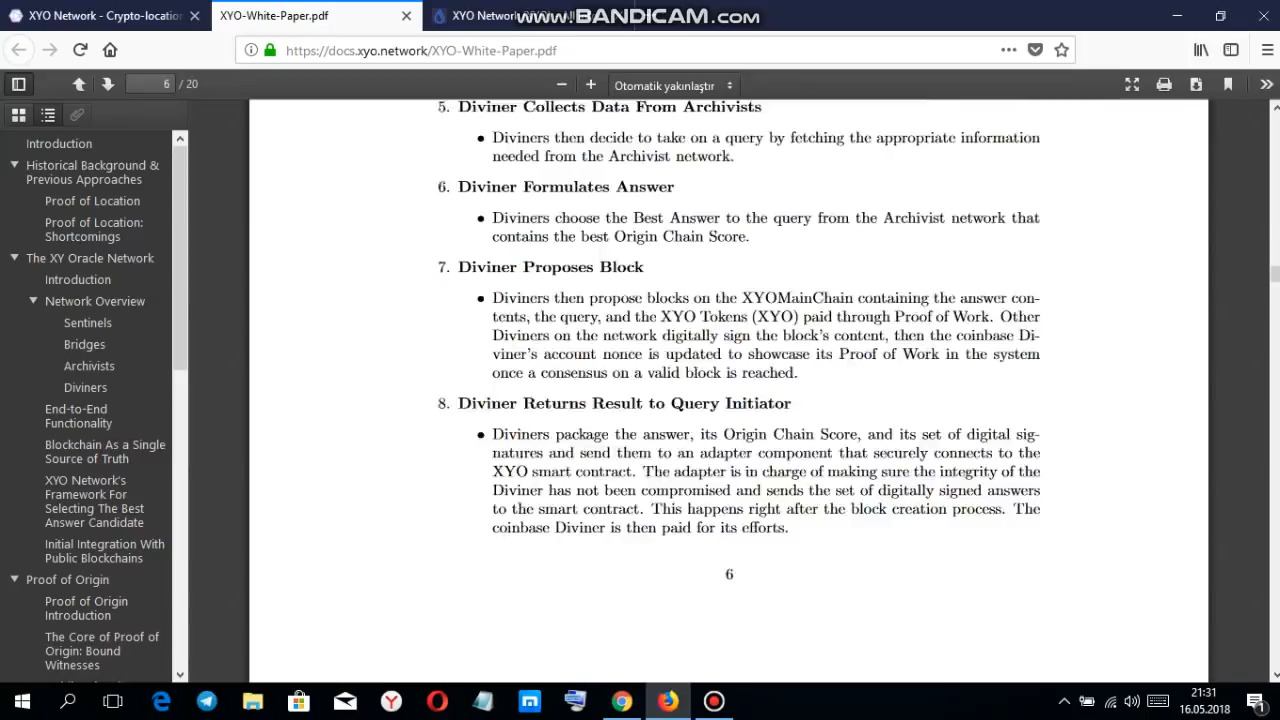 XYO Network - Crypto-location
XYO-White-Paper.pdf
XYO Network
www.BANDICAM.com
https://docs.xyo.network/XYO-White-Paper.pdf
6 / 20
Otomatik yakınlaştır
Introduction
Historical Background &
Previous Approaches
Proof of Location
Proof of Location:
Shortcomings
The XY Oracle Network
Introduction
Network Overview
Sentinels
Bridges
Archivists
Diviners
End-to-End
Functionality
Blockchain As a Single
Source of Truth
XYO Network's
Framework For
Selecting The Best
Answer Candidate
Initial Integration With
Public Blockchains
Proof of Origin
Proof of Origin
Introduction
The Core of Proof of
Origin: Bound
Witnesses
5. Diviner Collects Data From Archivists
• Diviners then decide to take on a query by fetching the appropriate information
needed from the Archivist network.
6. Diviner Formulates Answer
• Diviners choose the Best Answer to the query from the Archivist network that
contains the best Origin Chain Score.
7. Diviner Proposes Block
• Diviners then propose blocks on the XYOMainChain containing the answer con-
tents, the query, and the XYO Tokens (XYO) paid through Proof of Work. Other
Diviners on the network digitally sign the block's content, then the coinbase Di-
viner's account nonce is updated to showcase its Proof of Work in the system
once a consensus on a valid block is reached.
8. Diviner Returns Result to Query Initiator
• Diviners package the answer, its Origin Chain Score, and its set of digital sig-
natures and send them to an adapter component that securely connects to the
XYO smart contract. The adapter is in charge of making sure the integrity of the
Diviner has not been compromised and sends the set of digitally signed answers
to the smart contract. This happens right after the block creation process. The
coinbase Diviner is then paid for its efforts.
6
21:31
16.05.2018
1